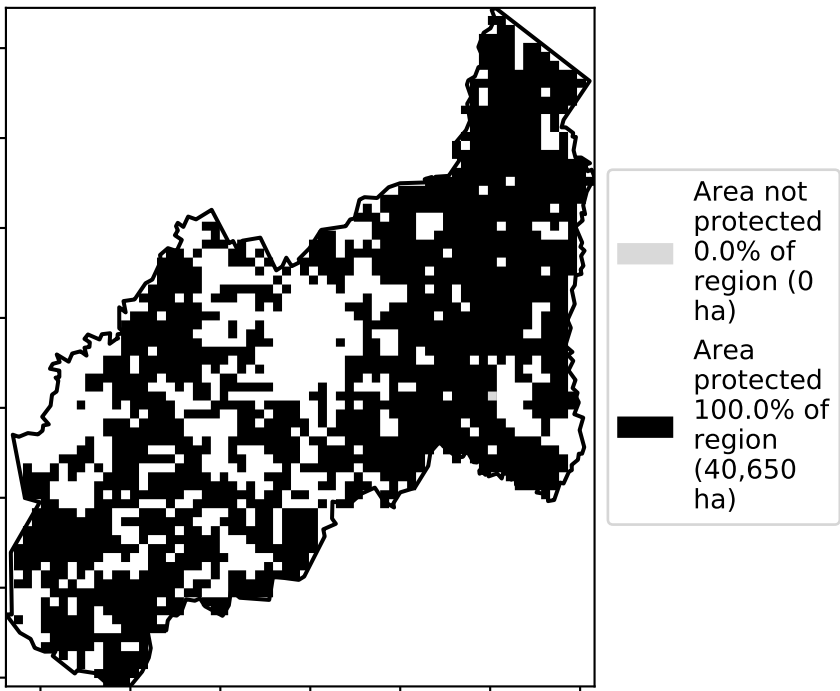 Area not
protected
0.0% of
region (0
ha)
Area
protected
100.0% of
region
(40,650
ha)